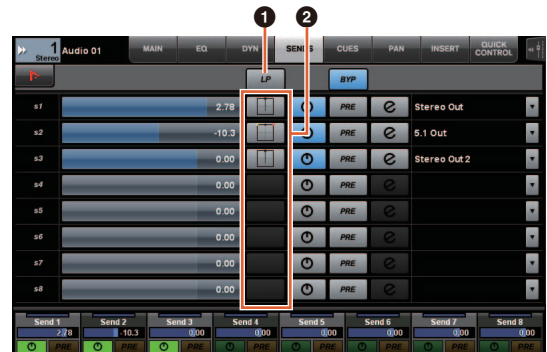 1 2
1 Stereo Audio 01 MAIN EQ DYN SENDS CUES PAN INSERT QUICK CONTROL
LP BYP
s1 2.78 PRE e Stereo Out
s2 -10.3 PRE e 5.1 Out
s3 0.00 PRE e Stereo Out 2
s4 0.00 PRE e
s5 0.00 PRE e
s6 0.00 PRE e
s7 0.00 PRE e
s8 0.00 PRE e
Send 1 Send 2 Send 3 Send 4 Send 5 Send 6 Send 7 Send 8
2.78 -10.3 0.00 0.00 0.00 0.00 0.00 0.00
PRE PRE PRE PRE PRE PRE PRE PRE